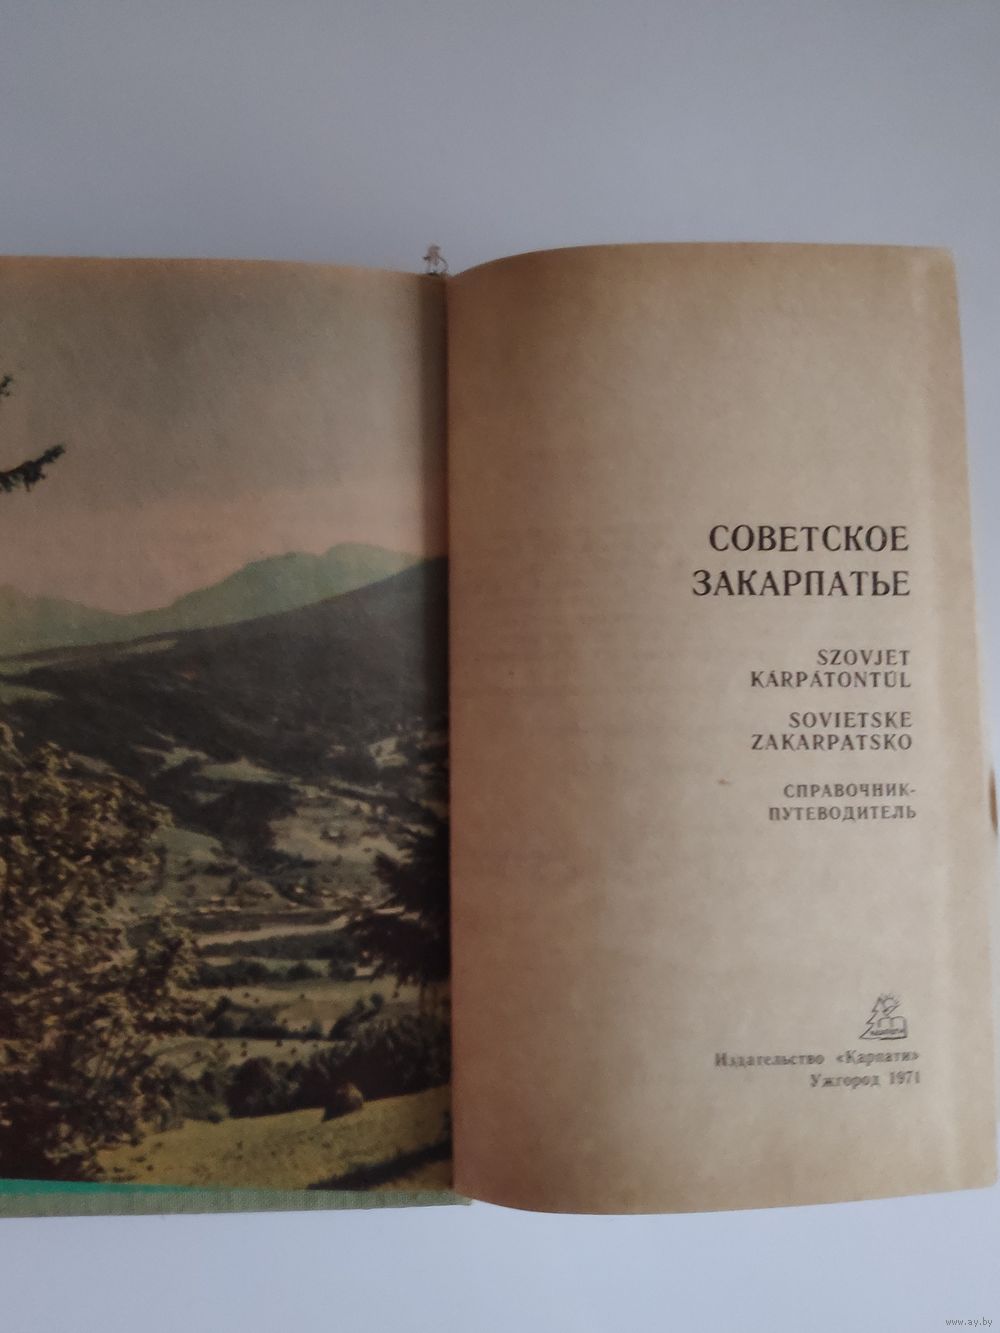 СОВЕТСКОЕ
ЗАКАРПАТЬЕ
SZOVJET
KÁRPÁTONTÚL
SOVIETSKE
ZAKARPATSKO
СПРАВОЧНИК-
ПУТЕВОДИТЕЛЬ
Издательство «Карпати»
Ужгород 1971
www.ay.by